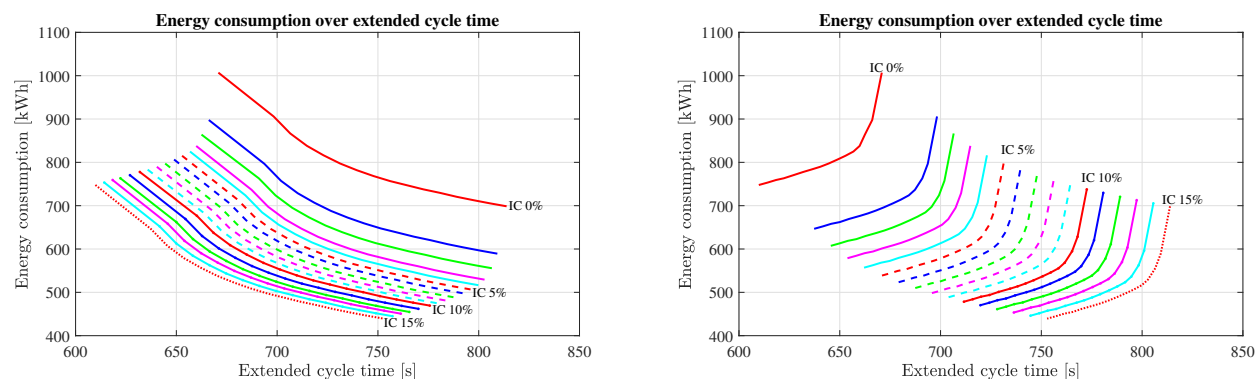 Energy consumption over extended cycle time
1100
1000
900
800
700
600
500
400
600
650
700
750
800
850
Energy consumption [kWh]
Extended cycle time [s]
IC 0%
IC 5%
IC 10%
IC 15%
Energy consumption over extended cycle time
1100
1000
900
800
700
600
500
400
600
650
700
750
800
850
Energy consumption [kWh]
Extended cycle time [s]
IC 0%
IC 5%
IC 10%
IC 15%